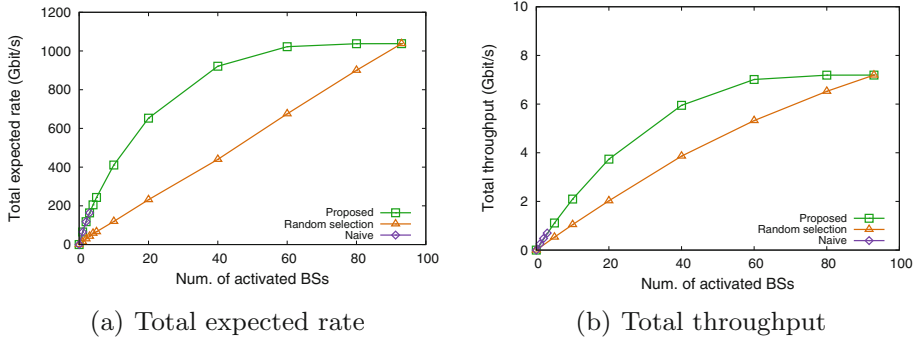 1200
1000
800
600
400
200
0
Total expected rate (Gbit/s)
Proposed
Random selection
Naive
0 20 40 60 80 100
Num. of activated BSs
(a) Total expected rate
8
6
4
2
0
Total throughput (Gbit/s)
Proposed
Random selection
Naive
0 20 40 60 80 100
Num. of activated BSs
(b) Total throughput